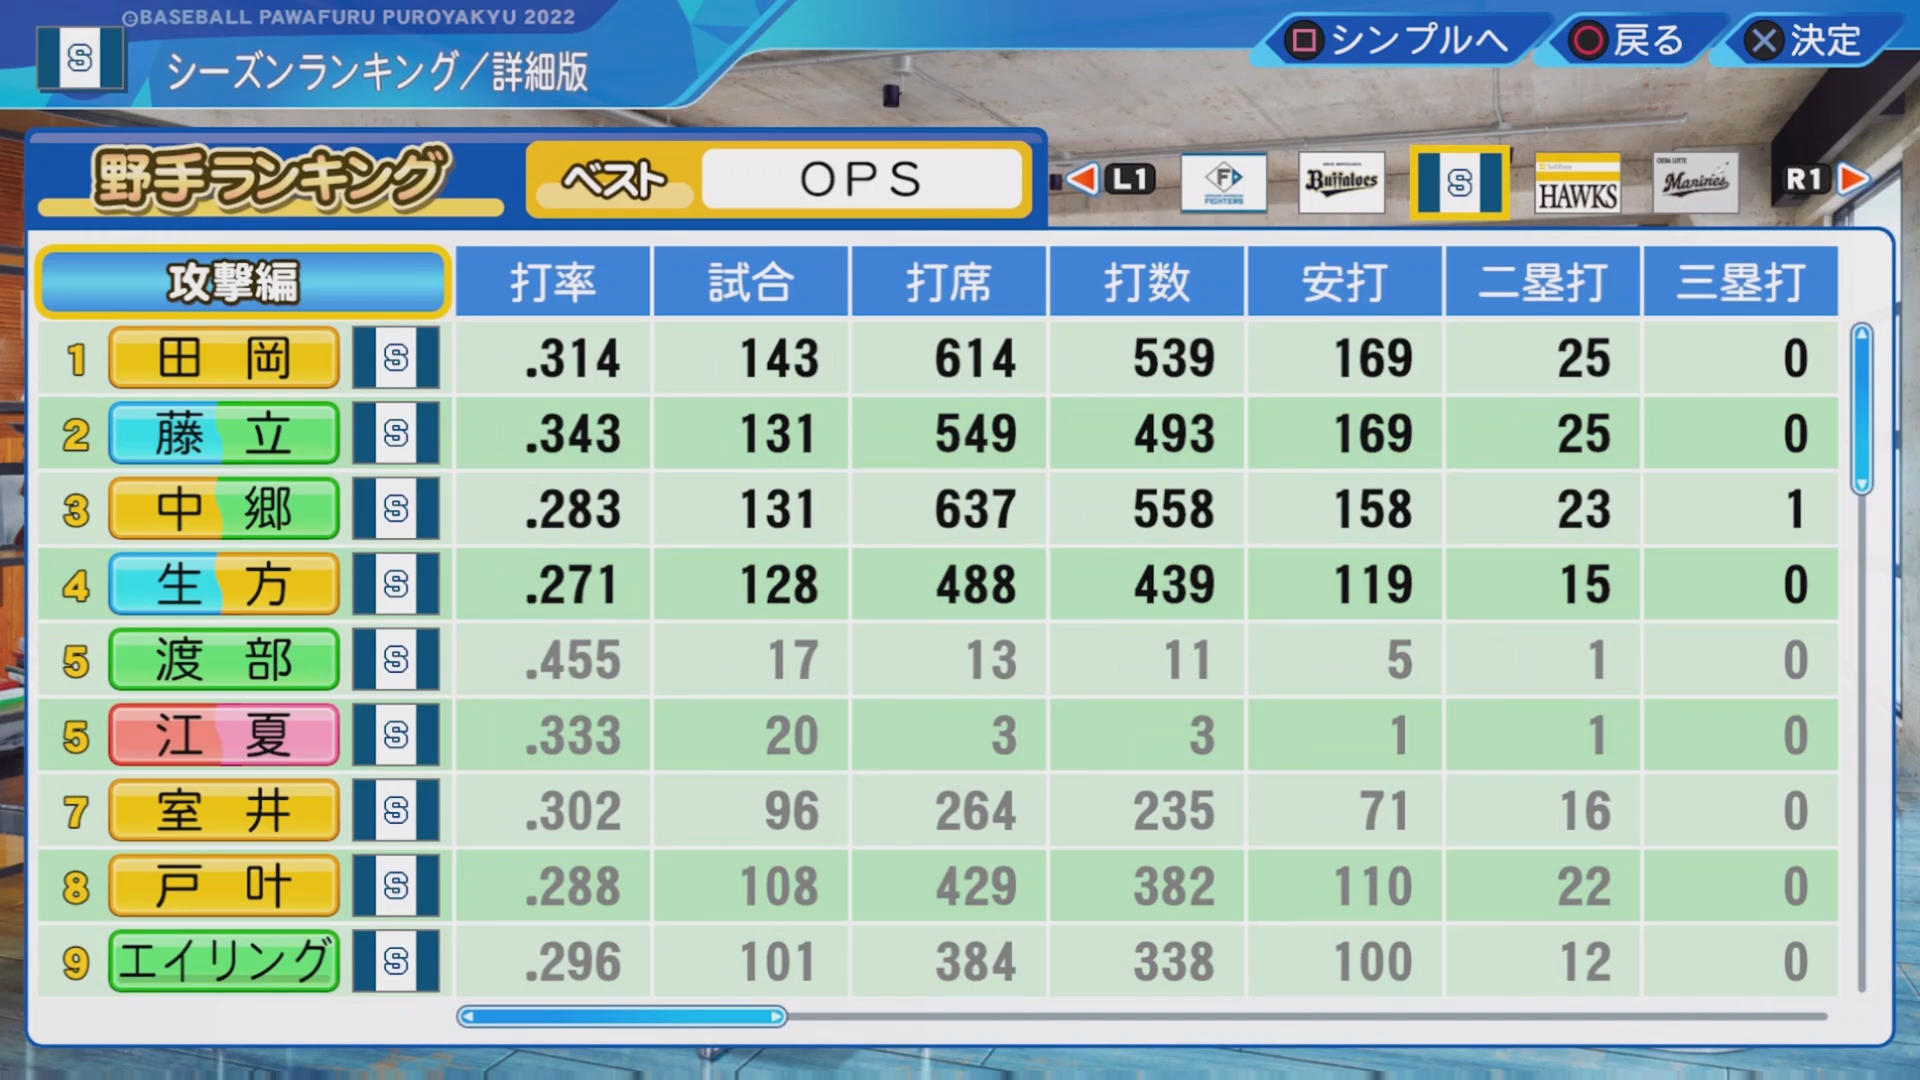 ©BASEBALL PAWAFURU PUROYAKYU 2022
S シーズンランキング／詳細版
シンプルへ 戻る 決定
野手ランキング ベスト OPS
L1 F FIGHTERS Buffaloes S SoftBank HAWKS CHIBA LOTTE Marines R1
攻撃編 打率 試合 打席 打数 安打 二塁打 三塁打
1 田岡 S .314 143 614 539 169 25 0
2 藤立 S .343 131 549 493 169 25 0
3 中郷 S .283 131 637 558 158 23 1
4 生方 S .271 128 488 439 119 15 0
5 渡部 S .455 17 13 11 5 1 0
5 江夏 S .333 20 3 3 1 1 0
7 室井 S .302 96 264 235 71 16 0
8 戸叶 S .288 108 429 382 110 22 0
9 エイリング S .296 101 384 338 100 12 0